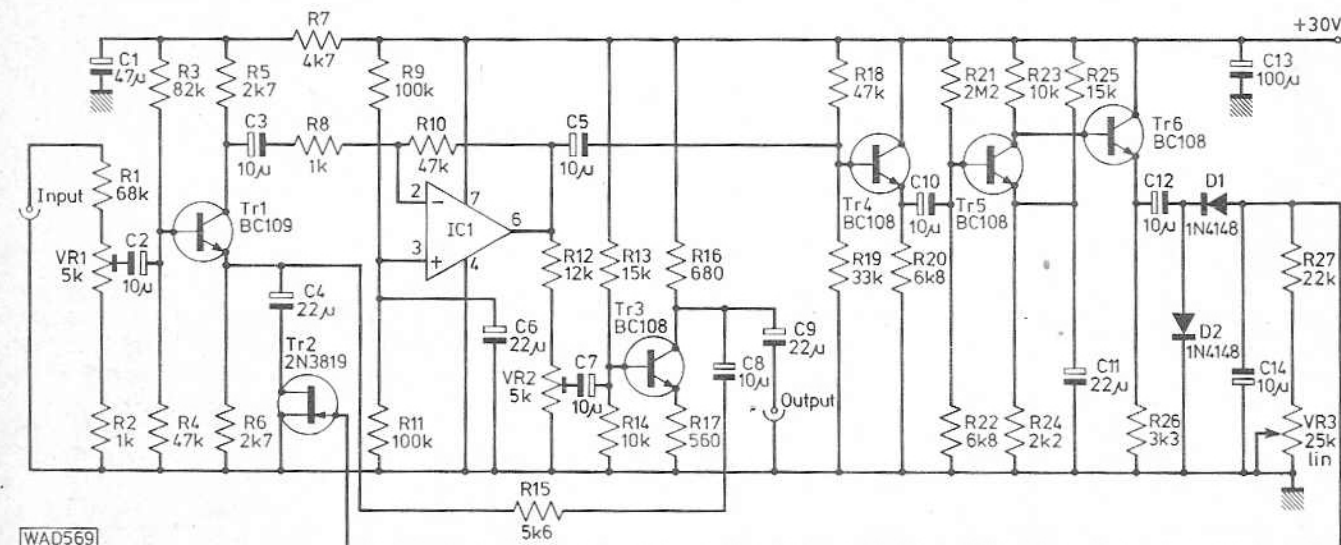 +30V
R7
4k7
C1
47μ
R3
82k
R5
2k7
R9
100k
R18
47k
R21
2M2
R23
10k
R25
15k
C13
100μ
C3
10μ
R8
1k
R10
47k
C5
10μ
Tr6
BC108
Input
R1
68k
Tr1
BC109
2
-
7
IC1
6
3
+
4
Tr4
BC108
C10
10μ
Tr5
BC108
C12
10μ
D1
1N4148
VR1
5k
C2
10μ
R12
12k
R13
15k
R16
680
R19
33k
R20
6k8
R27
22k
C4
22μ
Tr2
2N3819
C6
22μ
Tr3
BC108
C9
22μ
D2
1N4148
VR2
5k
C7
10μ
C8
10μ
C11
22μ
C14
10μ
Output
R2
1k
R4
47k
R6
2k7
R11
100k
R14
10k
R17
560
R22
6k8
R24
2k2
R26
3k3
VR3
25k
lin
R15
5k6
WAD569